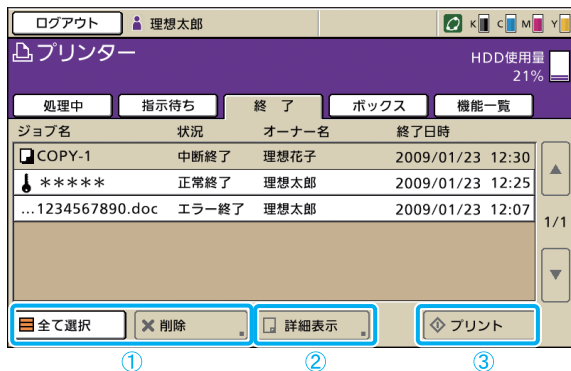 ログアウト 理想太郎 K C M Y
プリンター HDD使用量
21%
処理中 指示待ち 終 了 ボックス 機能一覧
ジョブ名 状況 オーナー名 終了日時
COPY-1 中断終了 理想花子 2009/01/23 12:30
***** 正常終了 理想太郎 2009/01/23 12:25
...1234567890.doc エラー終了 理想太郎 2009/01/23 12:07
1/1
全て選択 削除 詳細表示 プリント
① ② ③